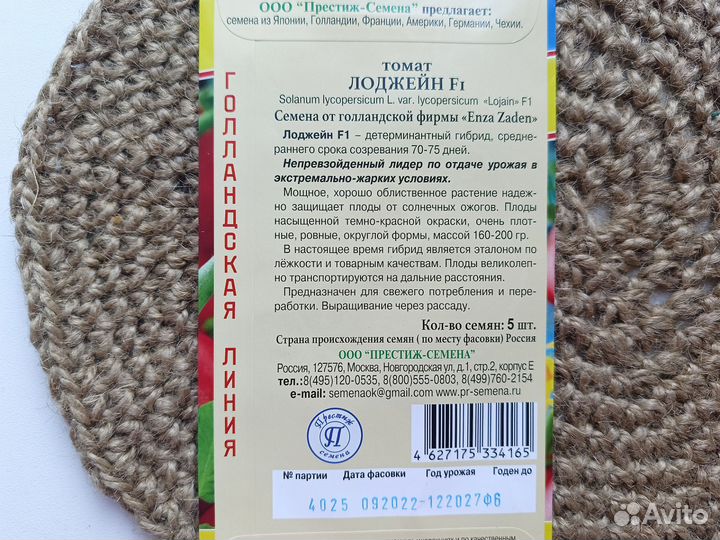 ООО "Престиж-Семена" предлагает:
семена из Японии, Голландии, Франции, Америки, Германии, Чехии.
ГОЛЛАНДСКАЯ ЛИНИЯ
томат
ЛОДЖЕЙН F1
Solanum lycopersicum L. var. lycopersicum «Lojain» F1
Семена от голландской фирмы «Enza Zaden»
Лоджейн F1 – детерминантный гибрид, средне-
раннего срока созревания 70-75 дней.
Непревзойденный лидер по отдаче урожая в
экстремально-жарких условиях.
Мощное, хорошо облиственное растение надеж-
но защищает плоды от солнечных ожогов. Плоды
насыщенной темно-красной окраски, очень плот-
ные, ровные, округлой формы, массой 160-200 гр.
В настоящее время гибрид является эталоном по
лёжкости и товарным качествам. Плоды великолеп-
но транспортируются на дальние расстояния.
Предназначен для свежего потребления и пере-
работки. Выращивание через рассаду.
Кол-во семян: 5 шт.
Страна происхождения семян ( по месту фасовки) Россия
ООО "ПРЕСТИЖ-СЕМЕНА"
Россия, 127576, Москва, Новгородская ул, д.1, стр.2, корпус Е
тел.:8(495)120-0535, 8(800)555-0803, 8(499)760-2154
e-mail: semenaok@gmail.com www.pr-semena.ru
Престиж
П
семена
4 627175 334165
№ партии Дата фасовки Год урожая Годен до
4025 092022-122027Ф6
Avito